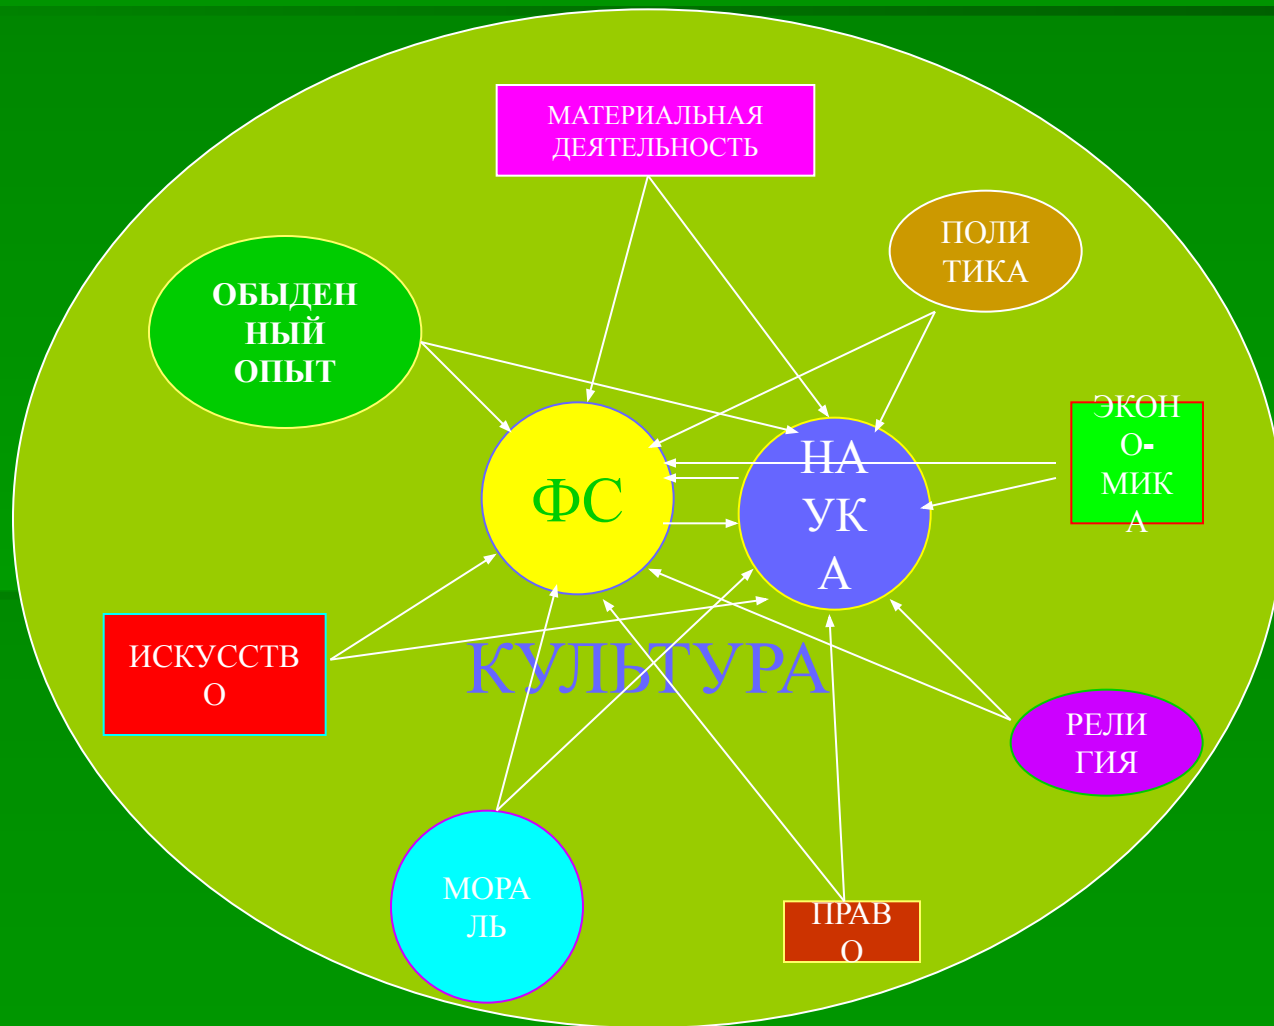 МАТЕРИАЛЬНАЯ
ДЕЯТЕЛЬНОСТЬ
ПОЛИ
ТИКА
ОБЫДЕН
НЫЙ
ОПЫТ
ЭКОН
О-
МИК
А
ФС
НА
УК
А
ИСКУССТВ
О
КУЛЬТУРА
РЕЛИ
ГИЯ
МОРА
ЛЬ
ПРАВ
О